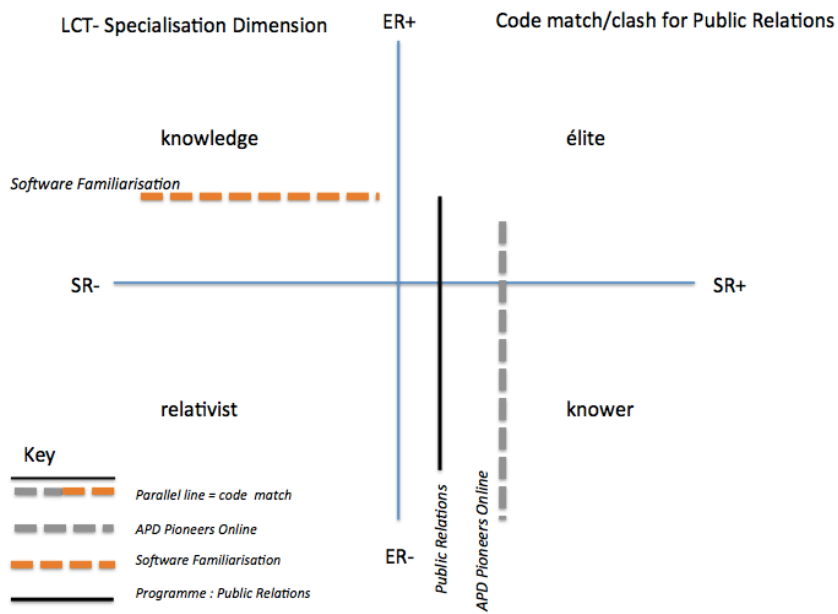 LCT- Specialisation Dimension
ER+
Code match/clash for Public Relations
knowledge
élite
Software Familiarisation
SR-
SR+
relativist
knower
Key
Parallel line = code match
APD Pioneers Online
Software Familiarisation
Programme : Public Relations
ER-
Public Relations
APD Pioneers Online